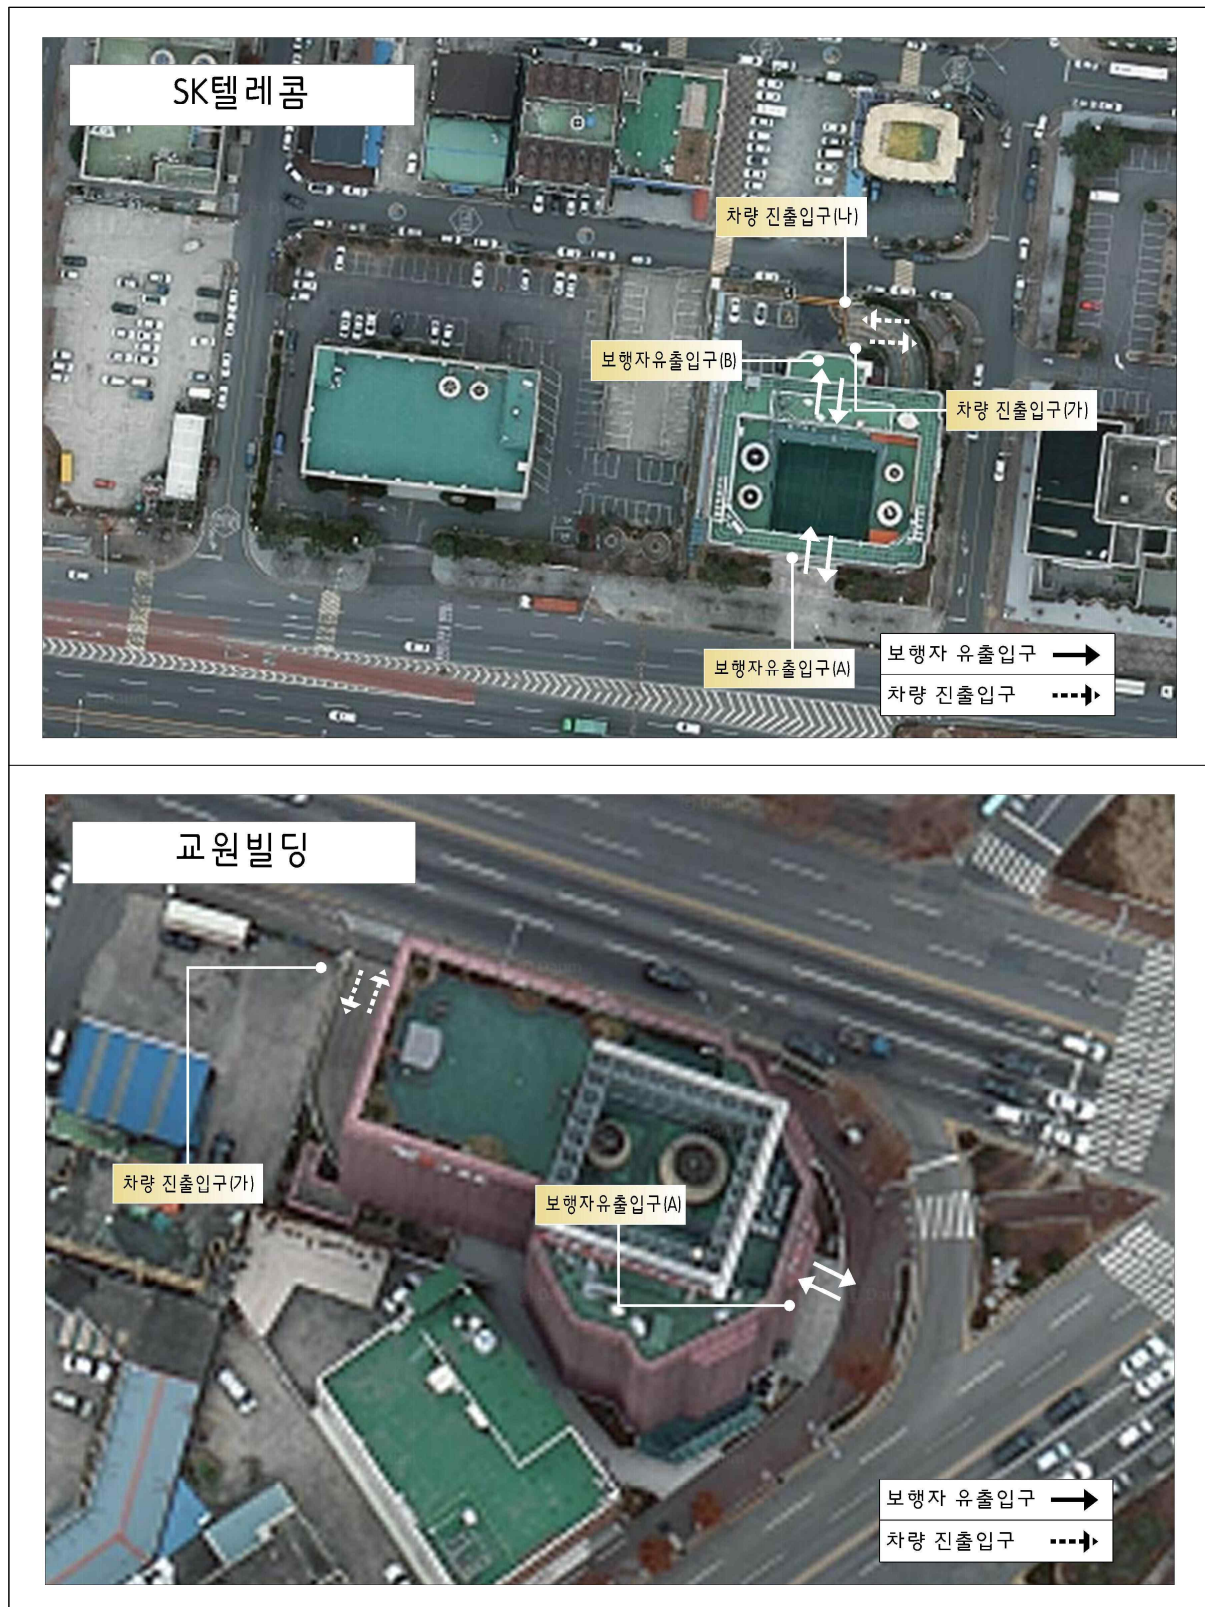 SK텔레콤
차량 진출입구(나)
보행자유출입구(B)
차량 진출입구(가)
보행자유출입구(A)
보행자 유출입구
차량 진출입구
교원빌딩
차량 진출입구(가)
보행자유출입구(A)
보행자 유출입구
차량 진출입구